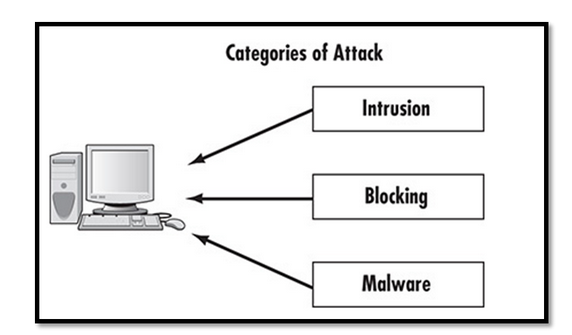 Categories of Attack
Intrusion
Blocking
Malware